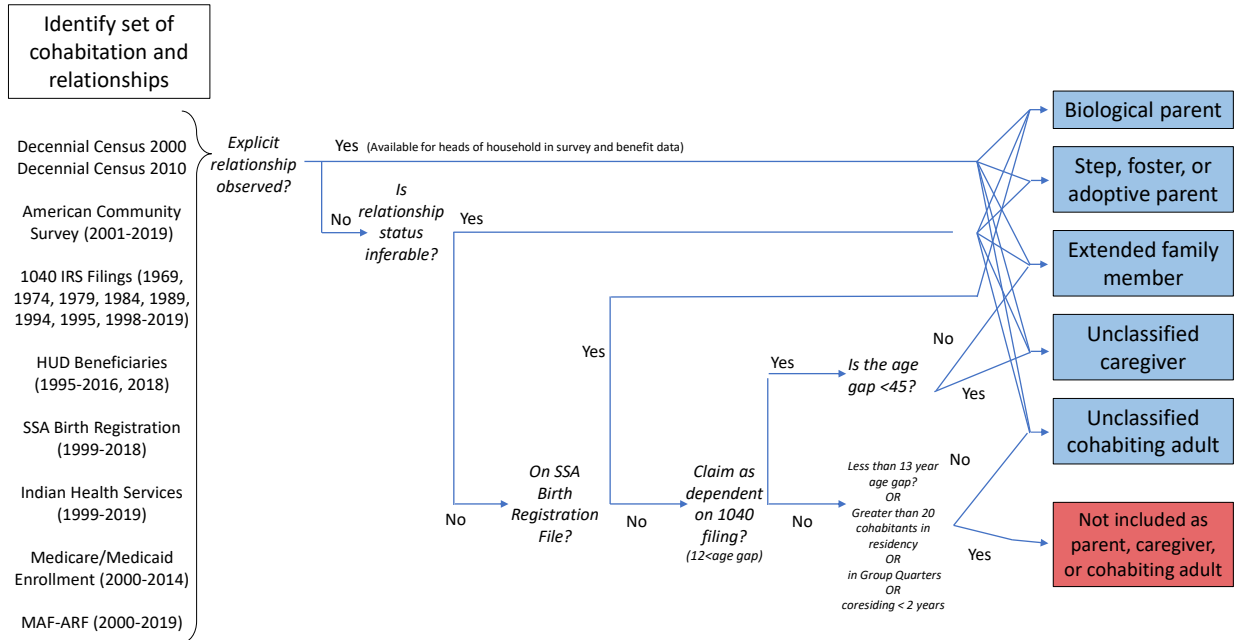 Identify set of
cohabitation and
relationships
Decennial Census 2000
Decennial Census 2010
American Community
Survey (2001-2019)
1040 IRS Filings (1969,
1974, 1979, 1984, 1989,
1994, 1995, 1998-2019)
HUD Beneficiaries
(1995-2016, 2018)
SSA Birth Registration
(1999-2018)
Indian Health Services
(1999-2019)
Medicare/Medicaid
Enrollment (2000-2014)
MAF-ARF (2000-2019)
Explicit
relationship
observed?
Yes (Available for heads of household in survey and benefit data)
No
Is
relationship
status
inferable?
Yes
No
On SSA
Birth
Registration
File?
Yes
No
Claim as
dependent
on 1040
filing?
(12<age gap)
Yes
No
Is the age
gap <45?
No
Yes
Less than 13 year
age gap?
OR
Greater than 20
cohabitants in
residency
OR
in Group Quarters
OR
coresiding < 2 years
No
Yes
Biological parent
Step, foster, or
adoptive parent
Extended family
member
Unclassified
caregiver
Unclassified
cohabiting adult
Not included as
parent, caregiver,
or cohabiting adult